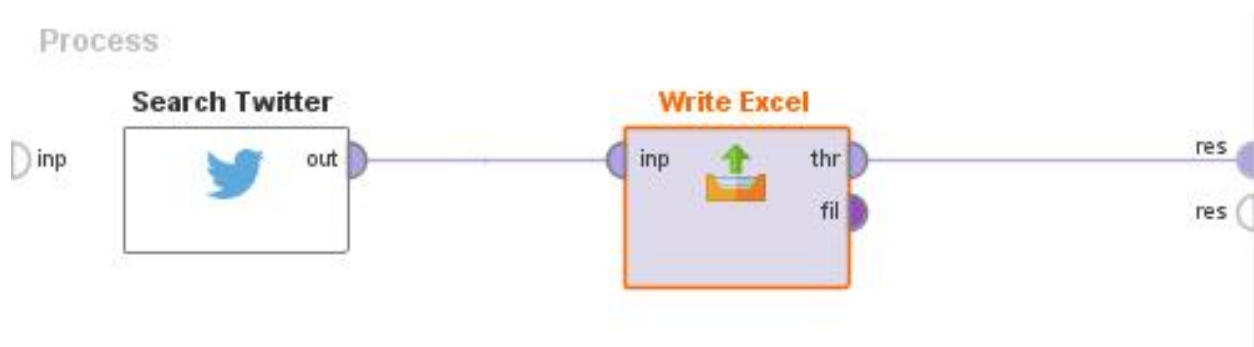 Process
Search Twitter
Write Excel
inp
out
inp
thr
res
fil
res